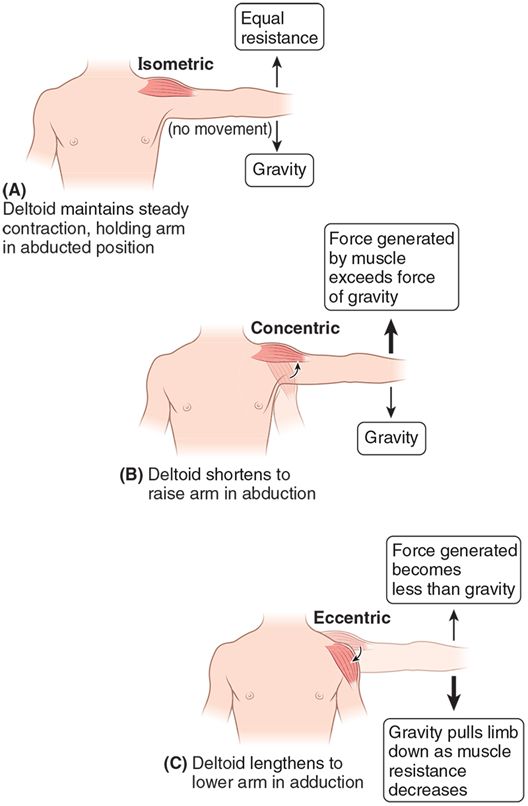 Equal
resistance
Isometric
(no movement)
Gravity
(A)
Deltoid maintains steady
contraction, holding arm
in abducted position
Force generated
by muscle
exceeds force
of gravity
Concentric
Gravity
(B) Deltoid shortens to
raise arm in abduction
Force generated
becomes
less than gravity
Eccentric
(C) Deltoid lengthens to
lower arm in adduction
Gravity pulls limb
down as muscle
resistance
decreases